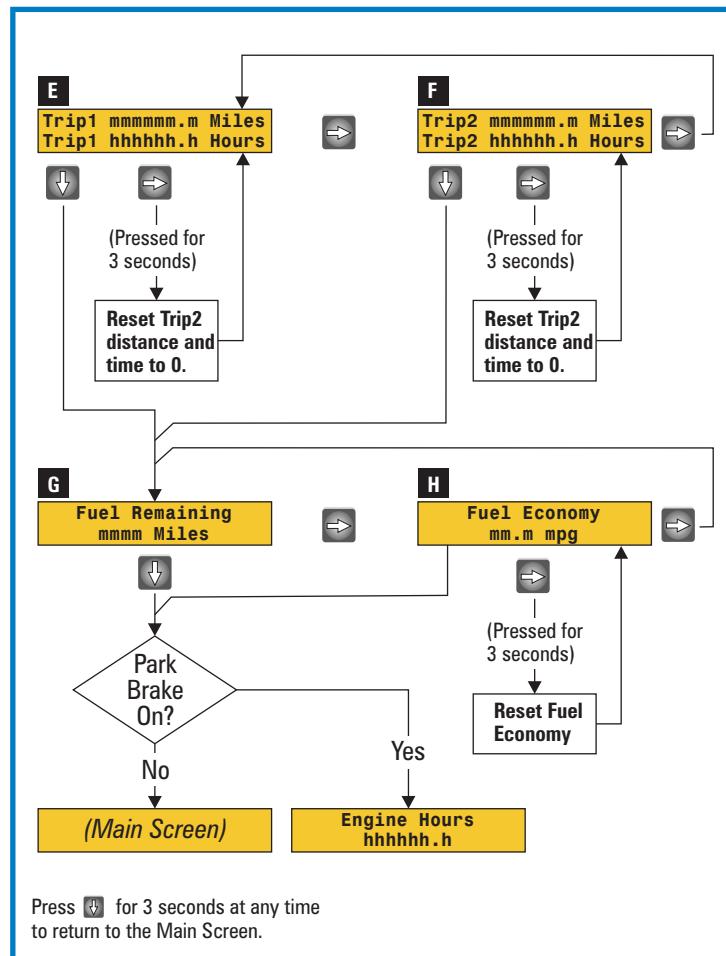 E
Trip1 mmmmmm.m Miles
Trip1 hhhhhh.h Hours
F
Trip2 mmmmmm.m Miles
Trip2 hhhhhh.h Hours
(Pressed for
3 seconds)
Reset Trip2
distance and
time to 0.
(Pressed for
3 seconds)
Reset Trip2
distance and
time to 0.
G
Fuel Remaining
mmmm Miles
H
Fuel Economy
mm.m mpg
(Pressed for
3 seconds)
Reset Fuel
Economy
Park
Brake
On?
No
Yes
(Main Screen)
Engine Hours
hhhhhh.h
Press for 3 seconds at any time
to return to the Main Screen.